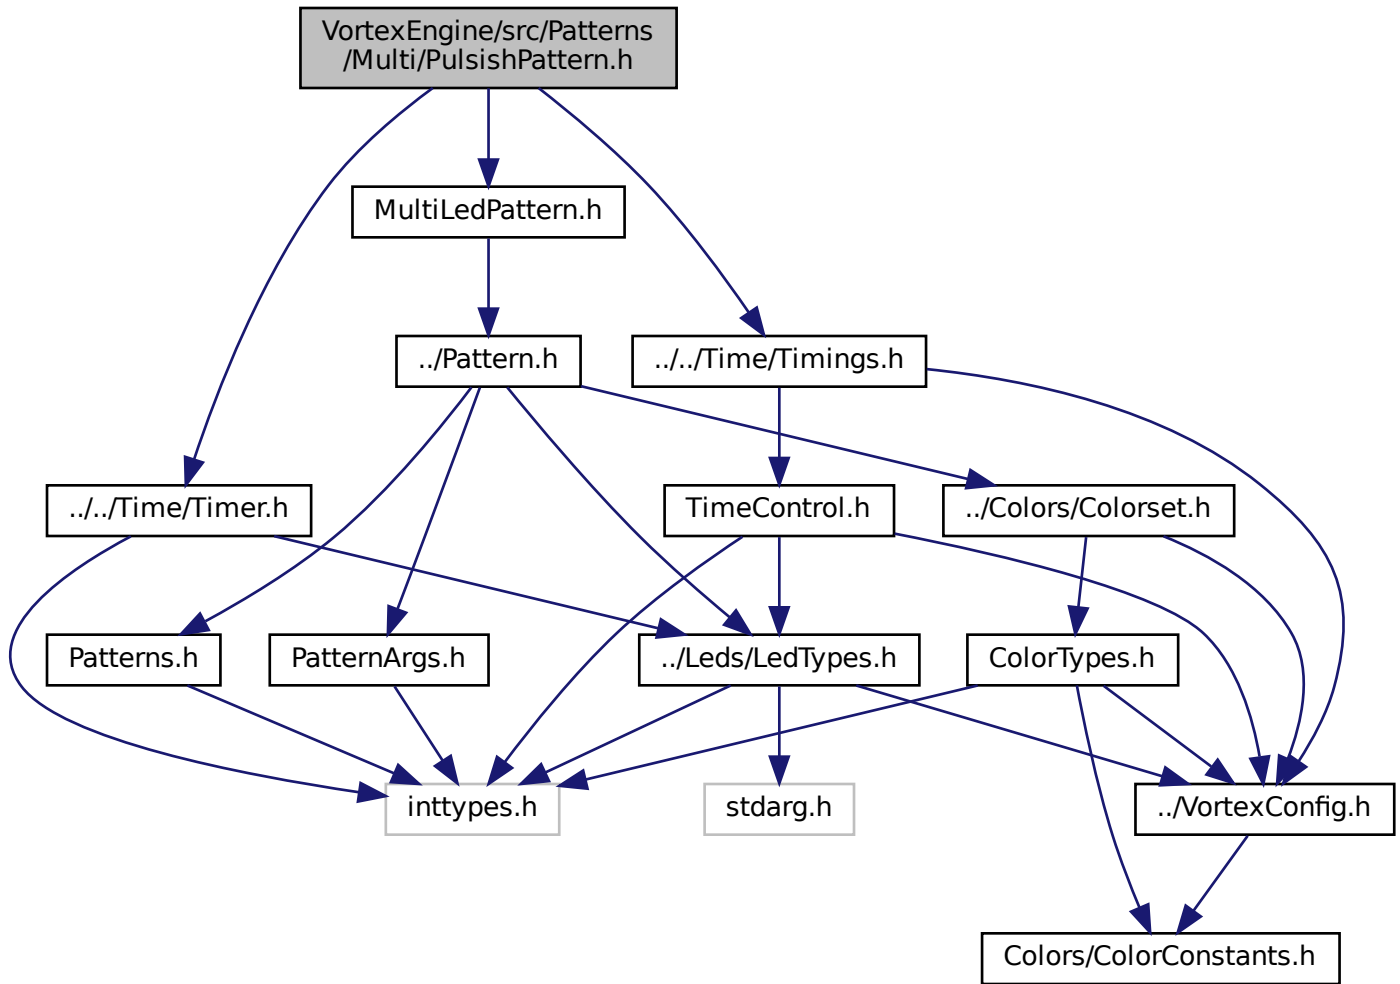 VortexEngine/src/Patterns
/Multi/PulsishPattern.h
MultiLedPattern.h
../Pattern.h
../../Time/Timings.h
../../Time/Timer.h
TimeControl.h
../Colors/Colorset.h
Patterns.h
PatternArgs.h
../Leds/LedTypes.h
ColorTypes.h
inttypes.h
stdarg.h
../VortexConfig.h
Colors/ColorConstants.h